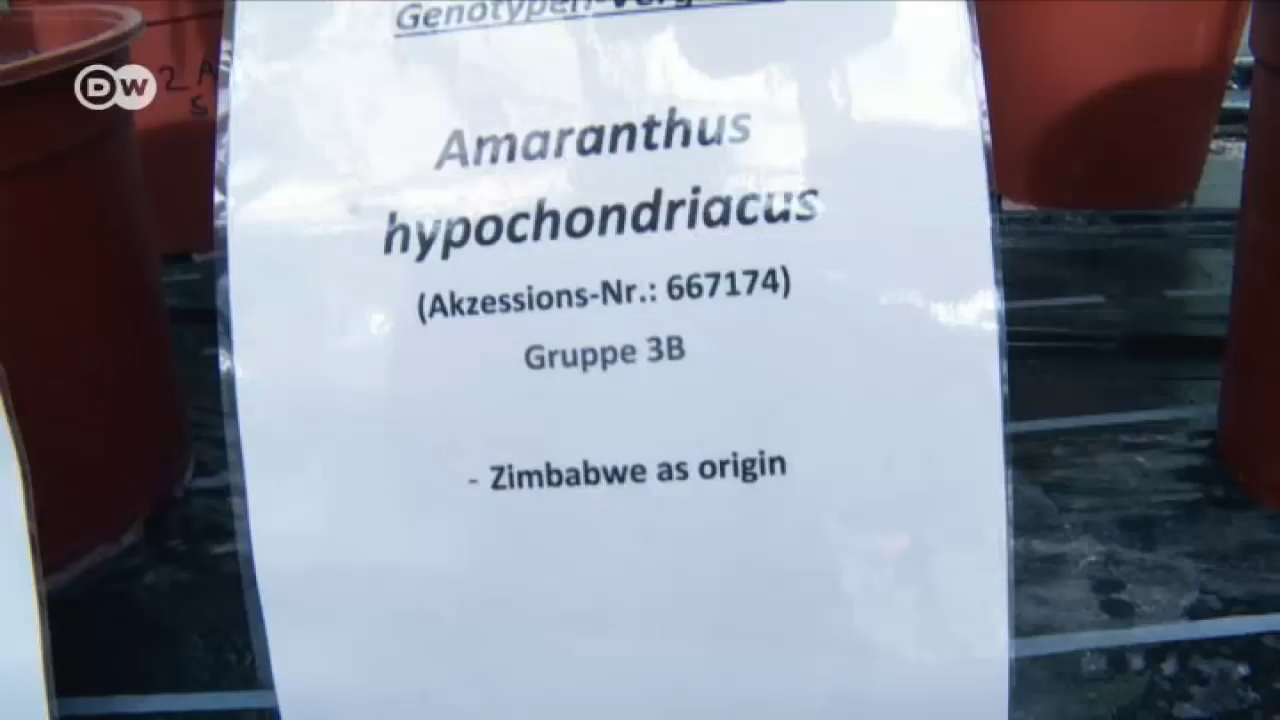 DW
Amaranthus
hypochondriacus
(Akzessions-Nr.: 667174)
Gruppe 3B
- Zimbabwe as origin